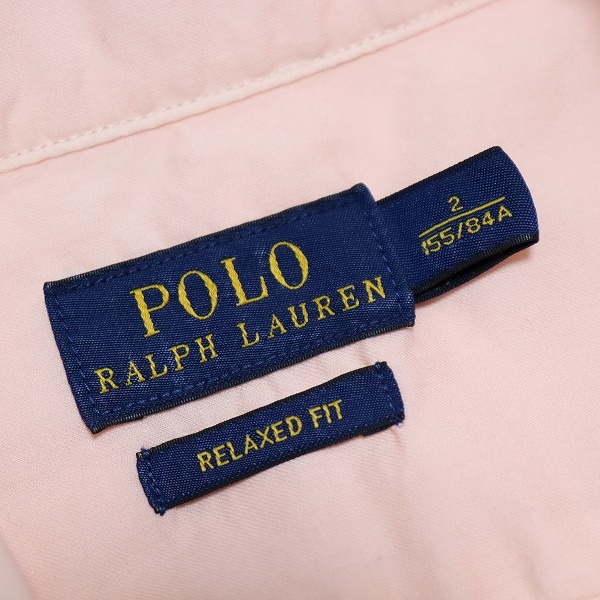 POLO
RALPH LAUREN
2
155/84A
RELAXED FIT